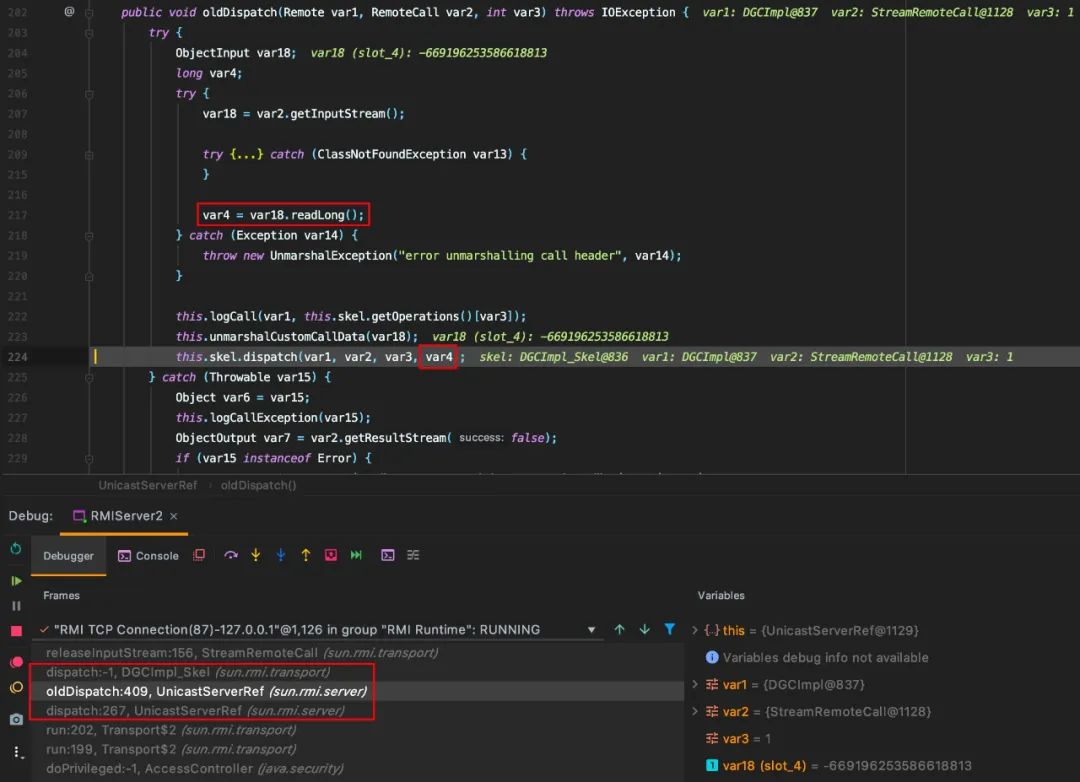 202 @ public void oldDispatch(Remote var1, RemoteCall var2, int var3) throws IOException { var1: DGCImpl@837 var2: StreamRemoteCall@1128 var3: 1
203 try {
204 ObjectInput var18; var18 (slot_4): -669196253586618813
205 long var4;
206 try {
207 var18 = var2.getInputStream();
208
209 try {...} catch (ClassNotFoundException var13) {
215 }
216
217 var4 = var18.readLong();
218 } catch (Exception var14) {
219 throw new UnmarshalException("error unmarshalling call header", var14);
220 }
221
222 this.logCall(var1, this.skel.getOperations()[var3]);
223 this.unmarshalCustomCallData(var18); var18 (slot_4): -669196253586618813
224 this.skel.dispatch(var1, var2, var3, var4 ; skel: DGCImpl_Skel@836 var1: DGCImpl@837 var2: StreamRemoteCall@1128 var3: 1
225 } catch (Throwable var15) {
226 Object var6 = var15;
227 this.logCallException(var15);
228 ObjectOutput var7 = var2.getResultStream( success: false);
229 if (var15 instanceof Error) {
UnicastServerRef › oldDispatch()
Debug: RMIServer2 ×
Debugger Console
Frames Variables
"RMI TCP Connection(87)-127.0.0.1"@1,126 in group "RMI Runtime": RUNNING
releaseInputStream:156, StreamRemoteCall (sun.rmi.transport)
dispatch:-1, DGCImpl_Skel (sun.rmi.transport)
oldDispatch:409, UnicastServerRef (sun.rmi.server)
dispatch:267, UnicastServerRef (sun.rmi.server)
run:202, Transport$2 (sun.rmi.transport)
run:199, Transport$2 (sun.rmi.transport)
doPrivileged:-1, AccessController (java.security)
this = {UnicastServerRef@1129}
Variables debug info not available
var1 = {DGCImpl@837}
var2 = {StreamRemoteCall@1128}
var3 = 1
var18 (slot_4) = -669196253586618813